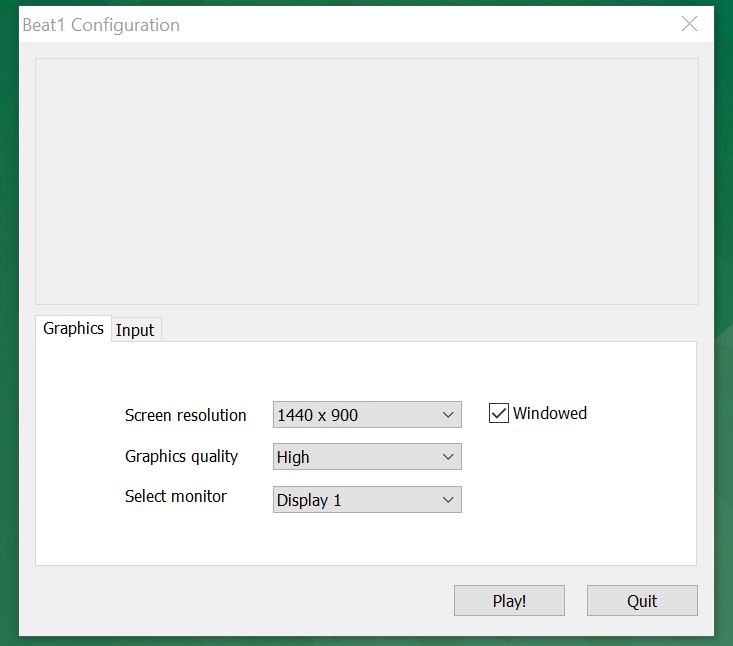 Beat1 Configuration
Graphics Input
Screen resolution 1440 x 900 Windowed
Graphics quality High
Select monitor Display 1
Play! Quit